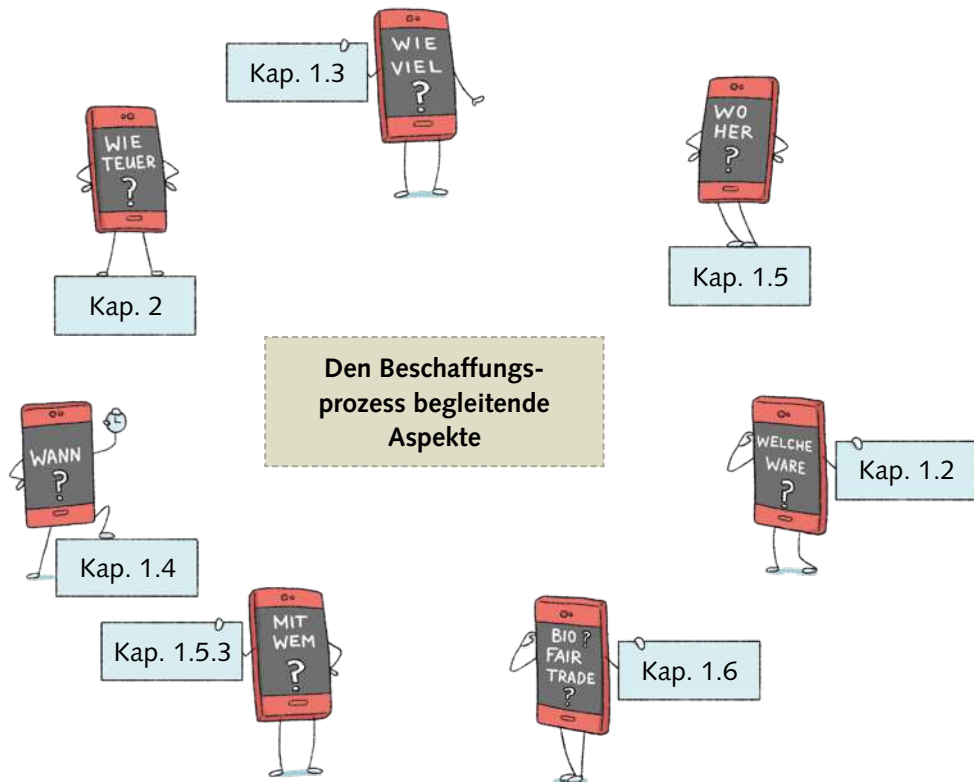 Kap. 1.3
WIE
VIEL
?
WIE
TEUER
?
Kap. 2
WO
HER
?
Kap. 1.5
Den Beschaffungs-
prozess begleitende
Aspekte
WANN
?
Kap. 1.4
WELCHE
WARE
?
Kap. 1.2
Kap. 1.5.3
MIT
WEM
?
BIO ?
FAIR
TRADE
?
Kap. 1.6